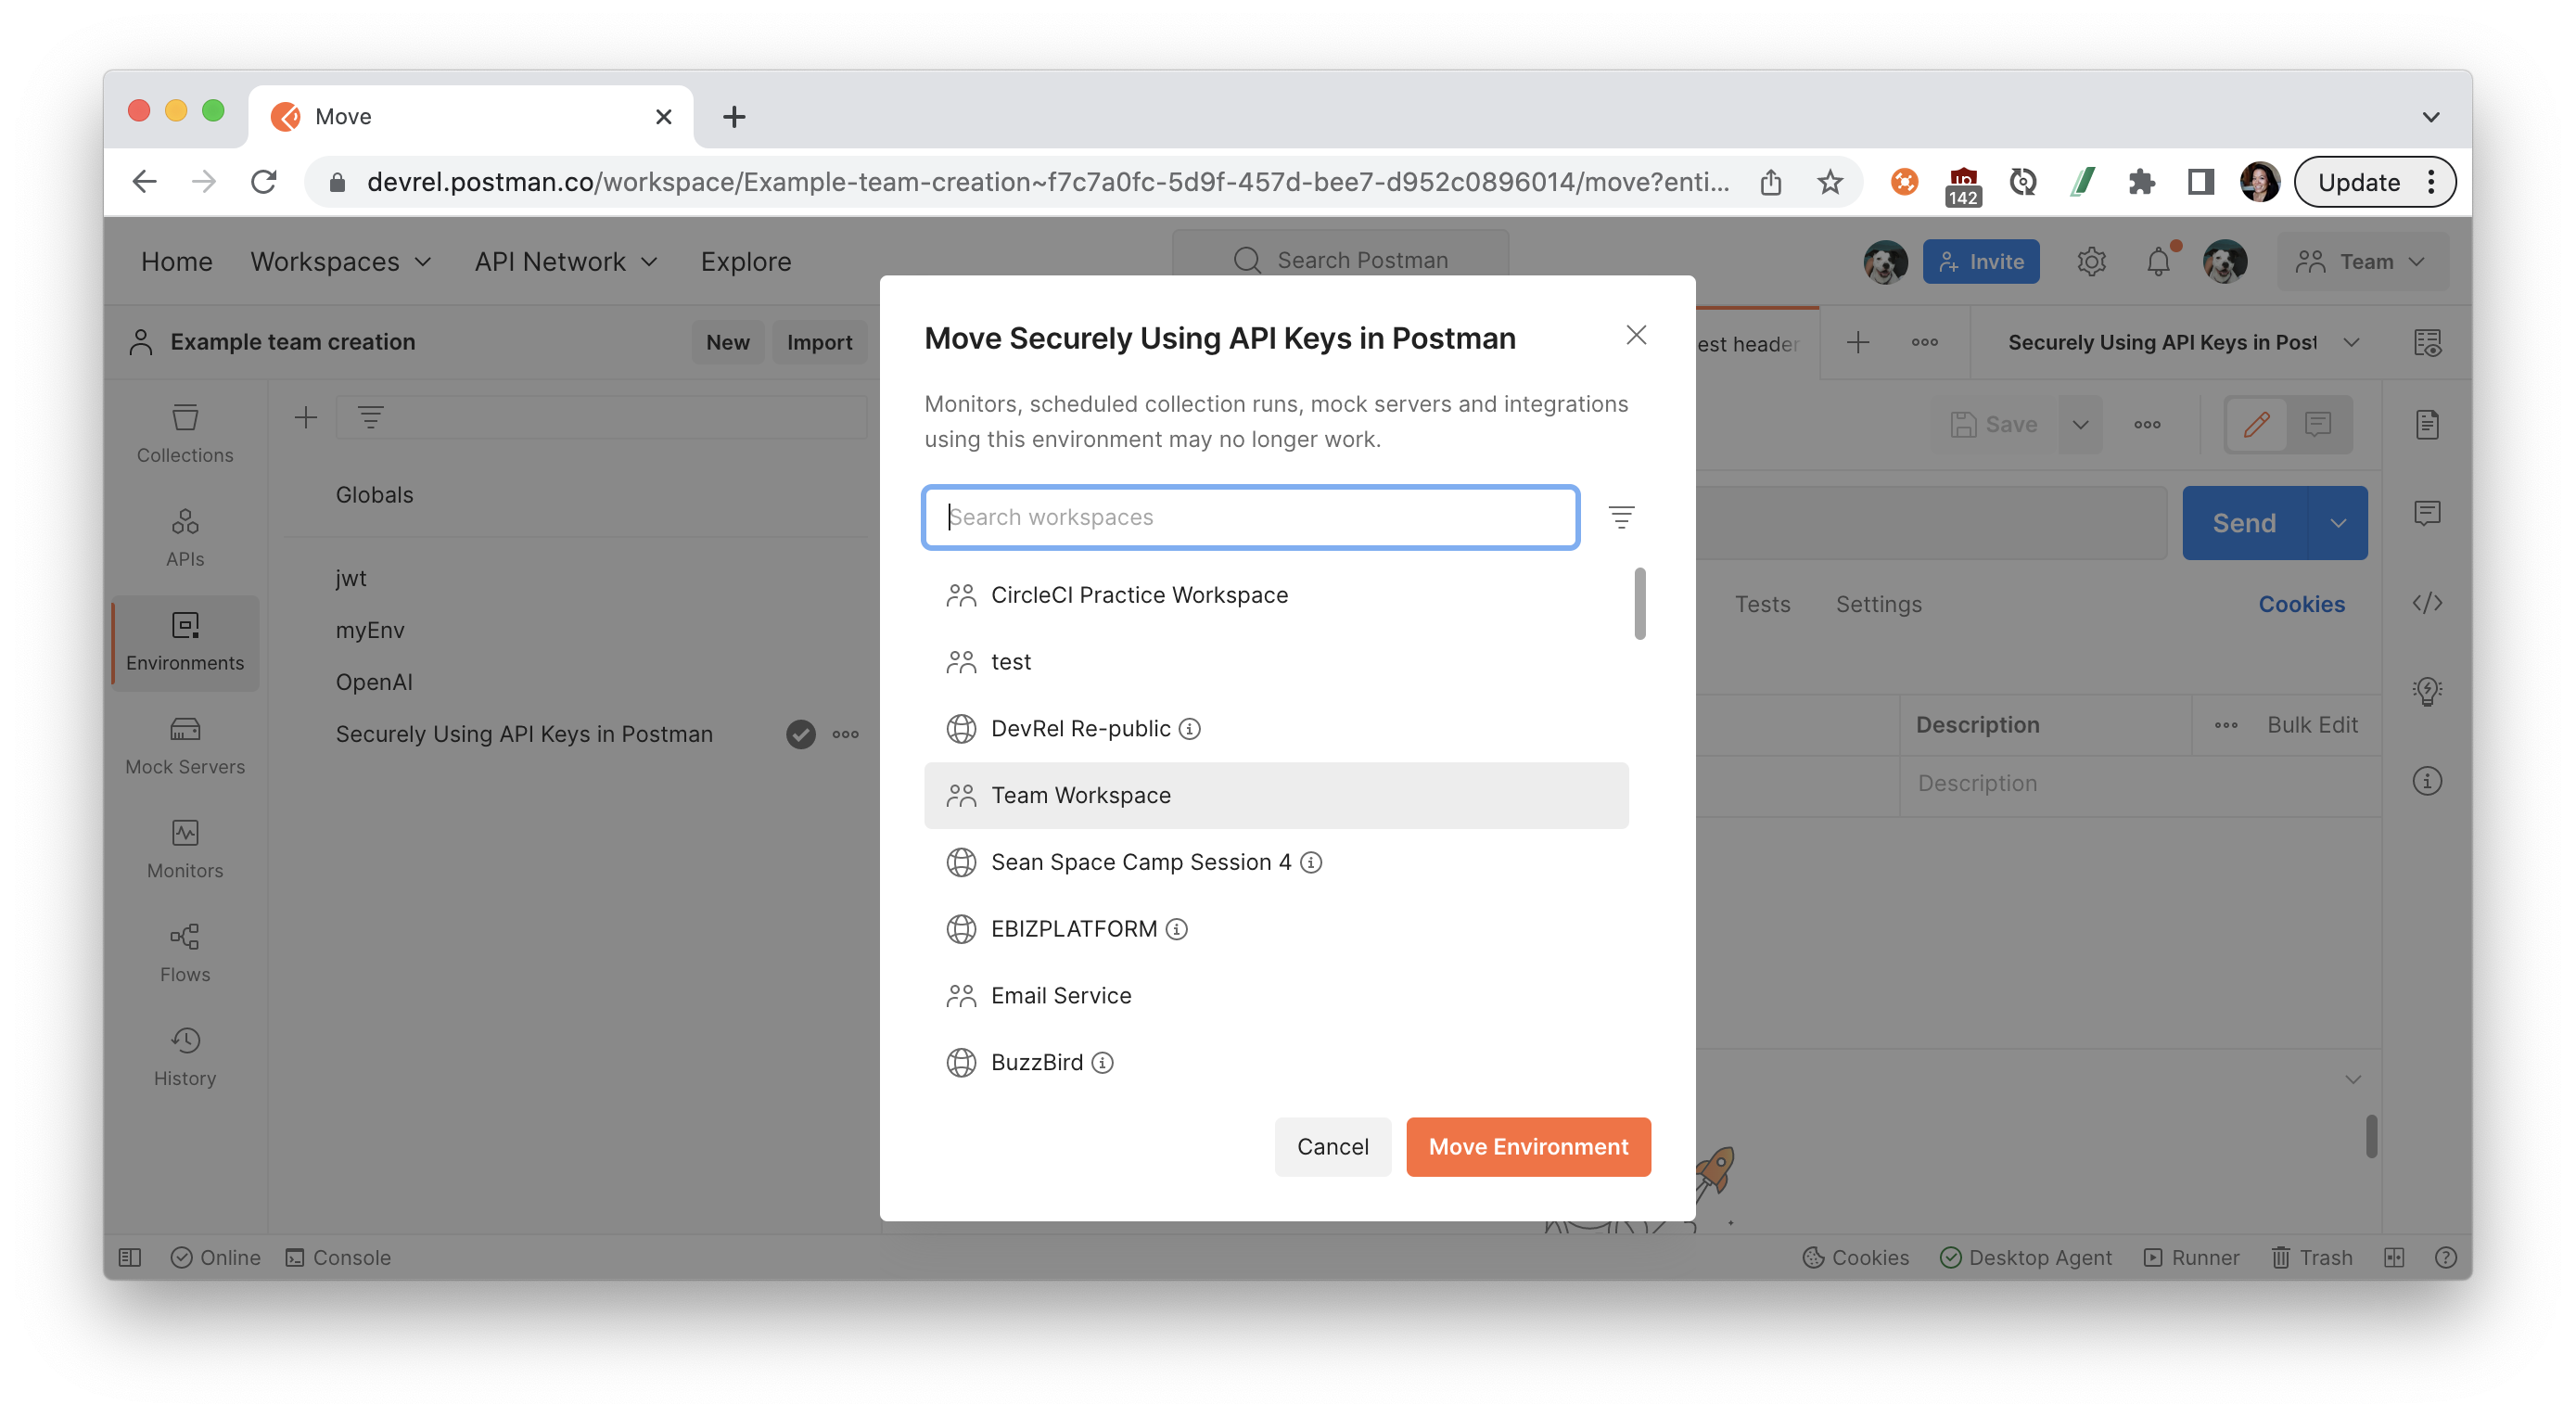 Move
devrel.postman.co/workspace/Example-team-creation~f7c7a0fc-5d9f-457d-bee7-d952c0896014/move?enti...
142
Update
Home
Workspaces
API Network
Explore
Search Postman
Invite
Team
Example team creation
New
Import
est header
Securely Using API Keys in Post
Collections
APIs
Environments
Mock Servers
Monitors
Flows
History
Globals
jwt
myEnv
OpenAI
Securely Using API Keys in Postman
Move Securely Using API Keys in Postman
Monitors, scheduled collection runs, mock servers and integrations
using this environment may no longer work.
Search workspaces
CircleCI Practice Workspace
test
DevRel Re-public
Team Workspace
Sean Space Camp Session 4
EBIZPLATFORM
Email Service
BuzzBird
Cancel
Move Environment
Save
Send
Tests
Settings
Cookies
Description
Bulk Edit
Description
Online
Console
Cookies
Desktop Agent
Runner
Trash